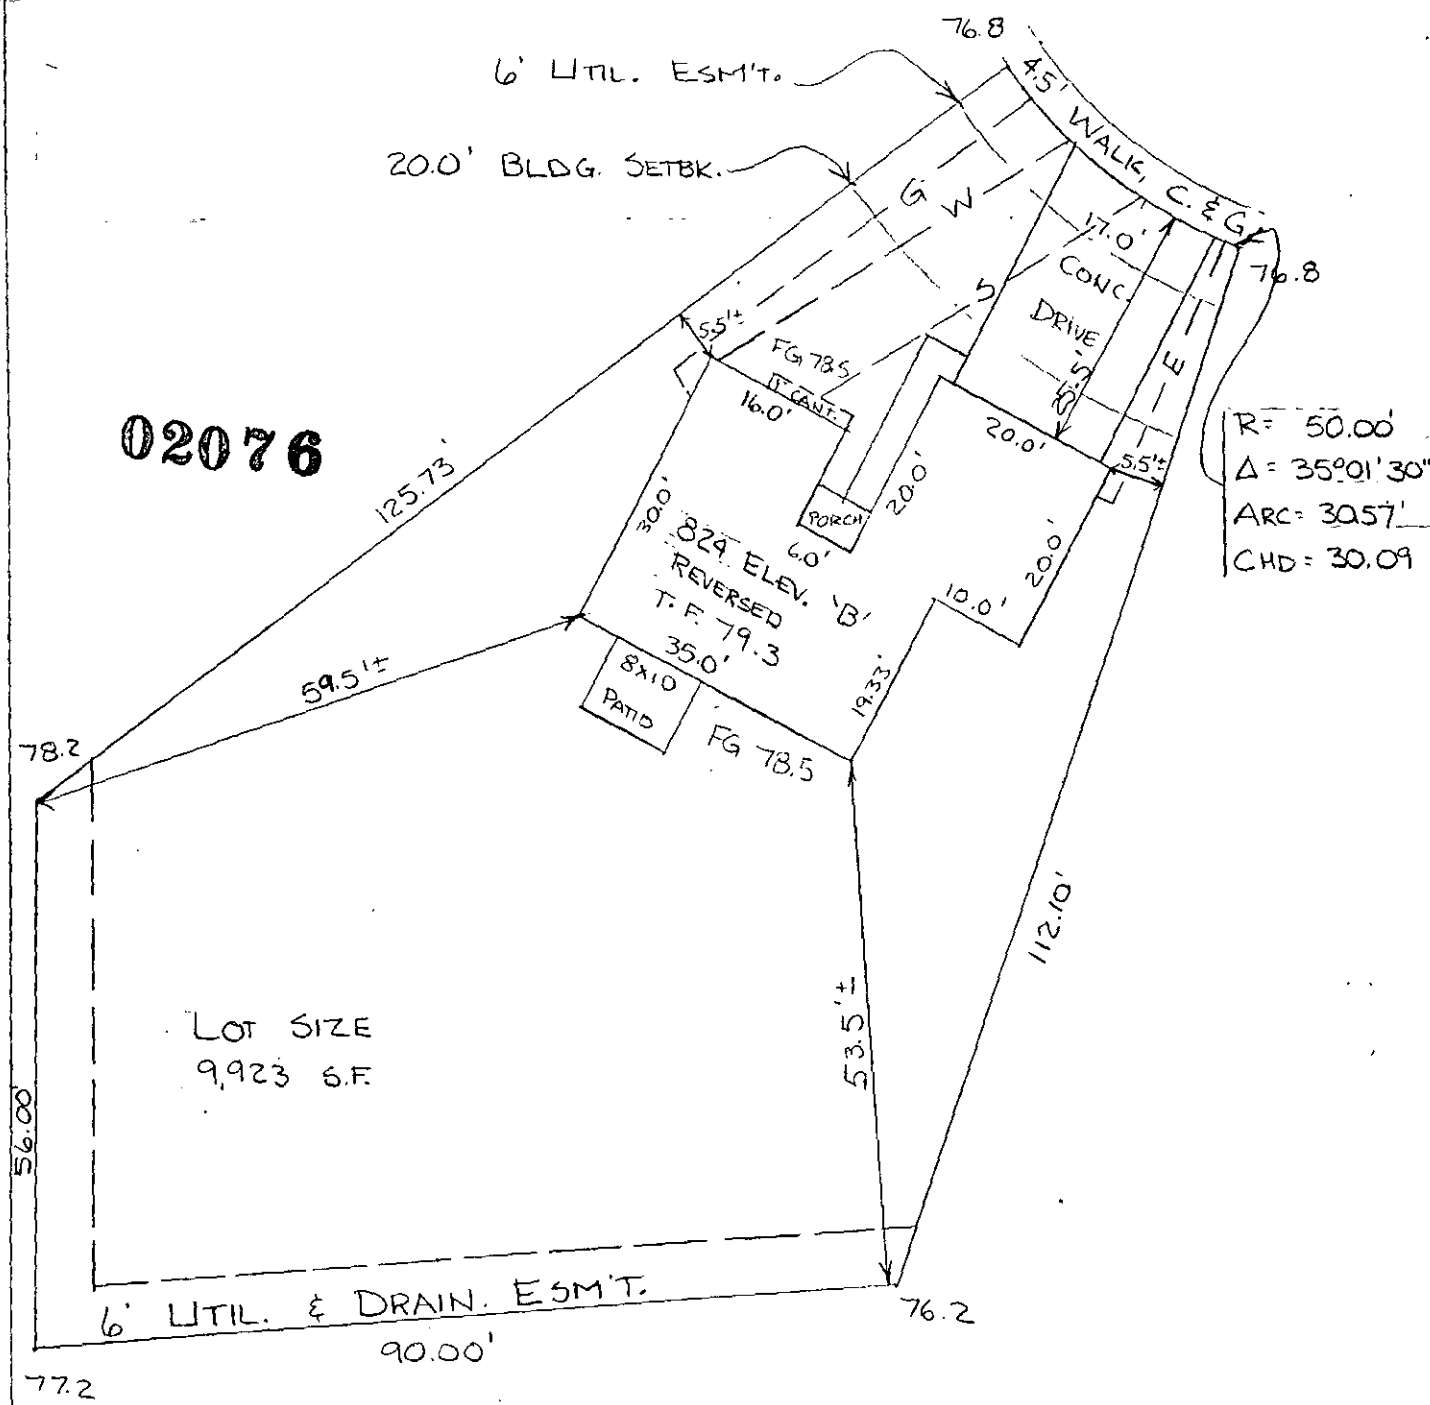 76.8
6' UTIL. ESM'T.
4.5' WALK, C. & G.
20.0' BLDG. SETBK.
G
W
17.0'
76.8
CONC.
DRIVE
S
5.5'±
FG 78.5
1' CANT.
16.0'
25.5'
E
20.0'
5.5'±
R= 50.00'
Δ= 35°01'30"
ARC= 30.57'
CHD= 30.09
02076
125.73'
30.0'
20.0'
PORCH
6.0'
824 ELEV. 'B'
REVERSED
T.F. 79.3
35.0'
20.0'
10.0'
59.5'±
8x10
PATIO
19.33'
FG 78.5
78.2
112.10'
53.5'±
LOT SIZE
9,923 S.F.
56.00
6' UTIL. & DRAIN. ESM'T.
76.2
90.00'
77.2